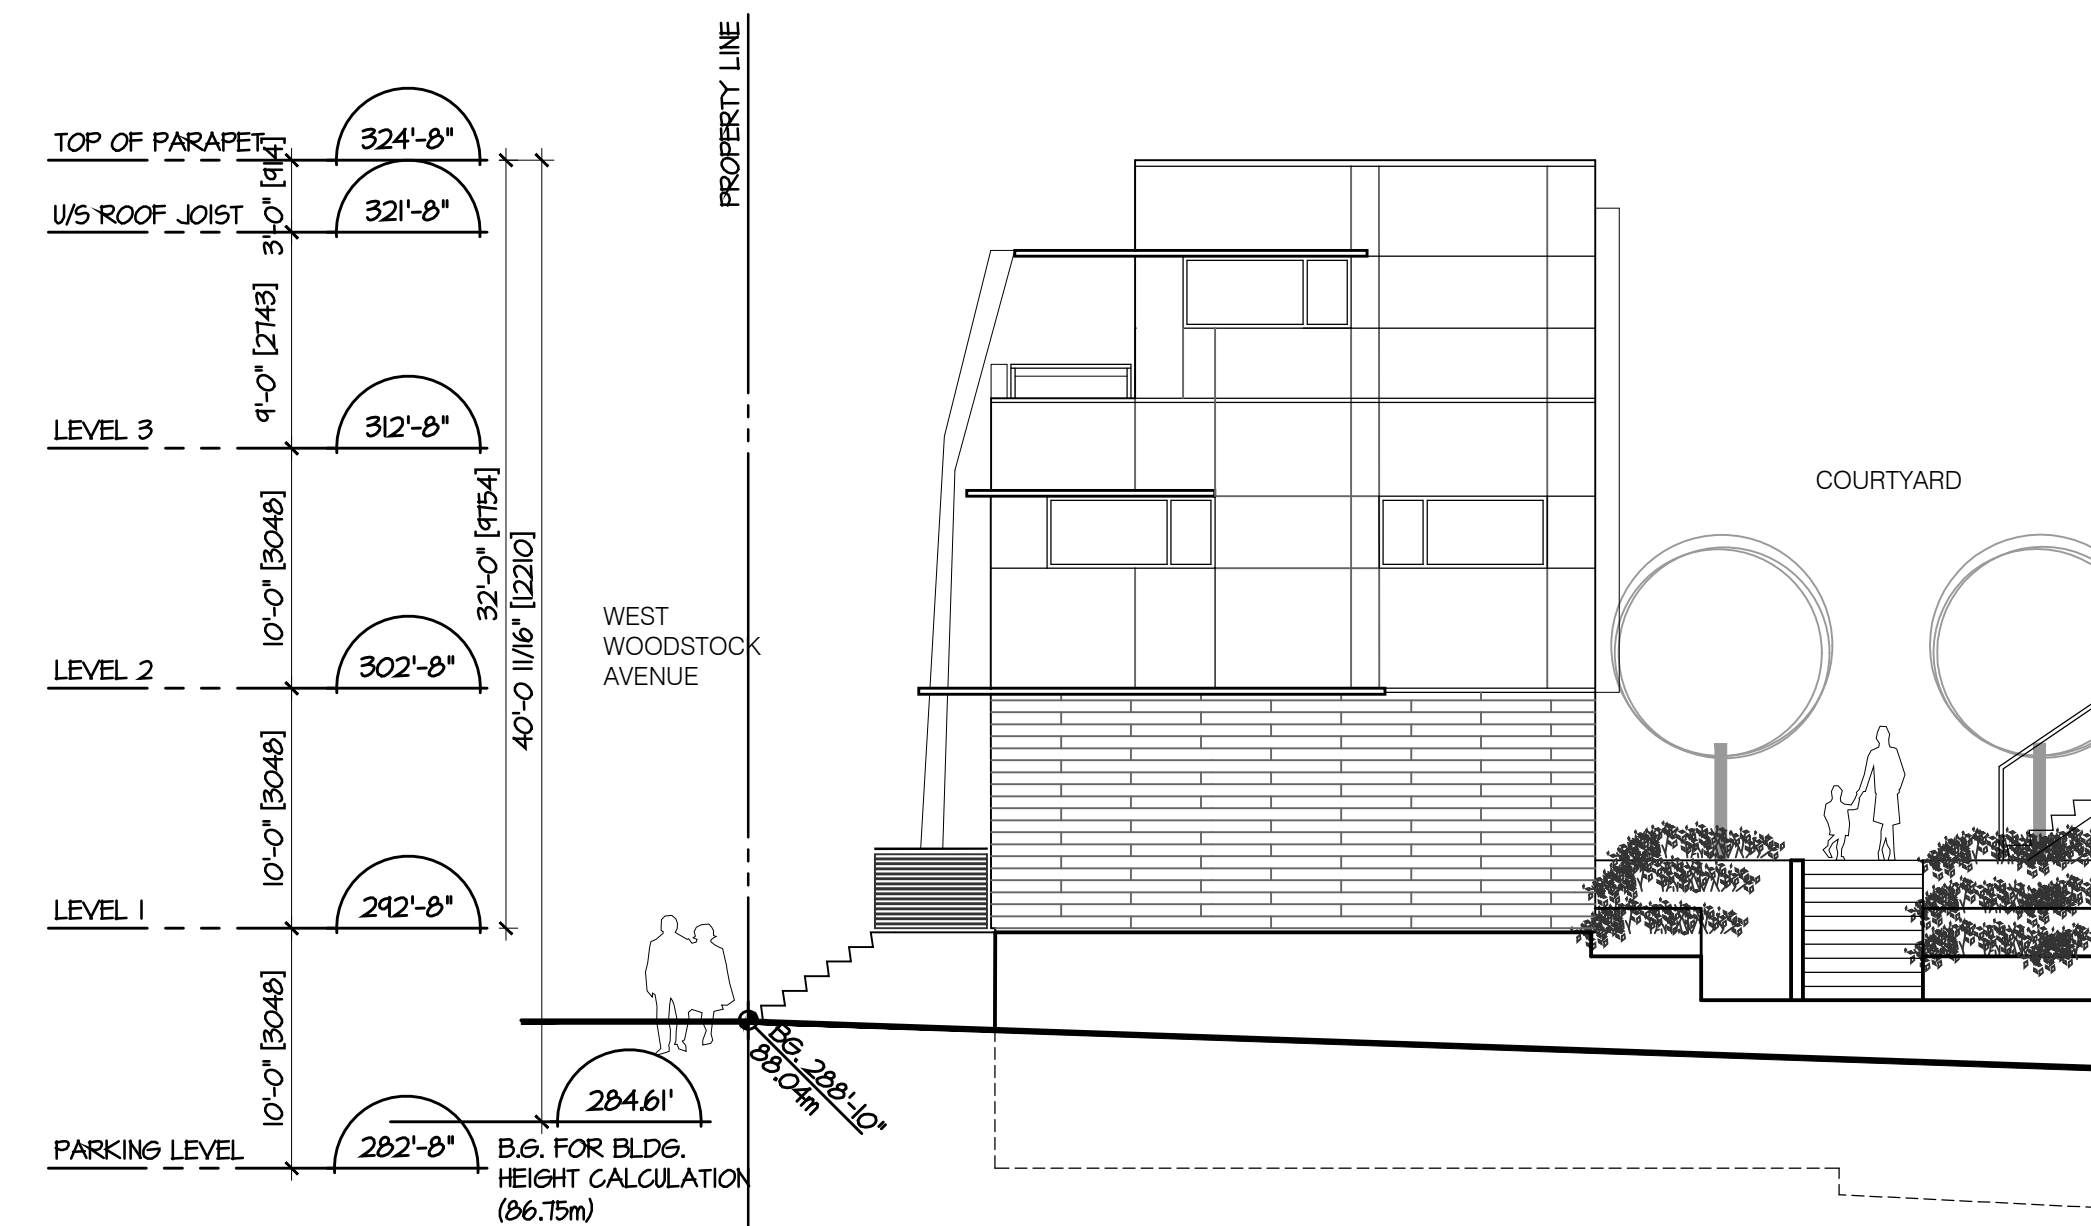 PROPERTY LINE
TOP OF PARAPET
324'-8"
3'-0" [914]
U/S ROOF JOIST
321'-8"
9'-0" [2743]
LEVEL 3
312'-8"
10'-0" [3048]
32'-0" [9754]
40'-0 11/16" [12210]
COURTYARD
WEST
WOODSTOCK
AVENUE
LEVEL 2
302'-8"
10'-0" [3048]
LEVEL 1
292'-8"
10'-0" [3048]
B.G. 288'-10"
88.04m
284.61'
PARKING LEVEL
282'-8"
B.G. FOR BLDG.
HEIGHT CALCULATION
(86.75m)